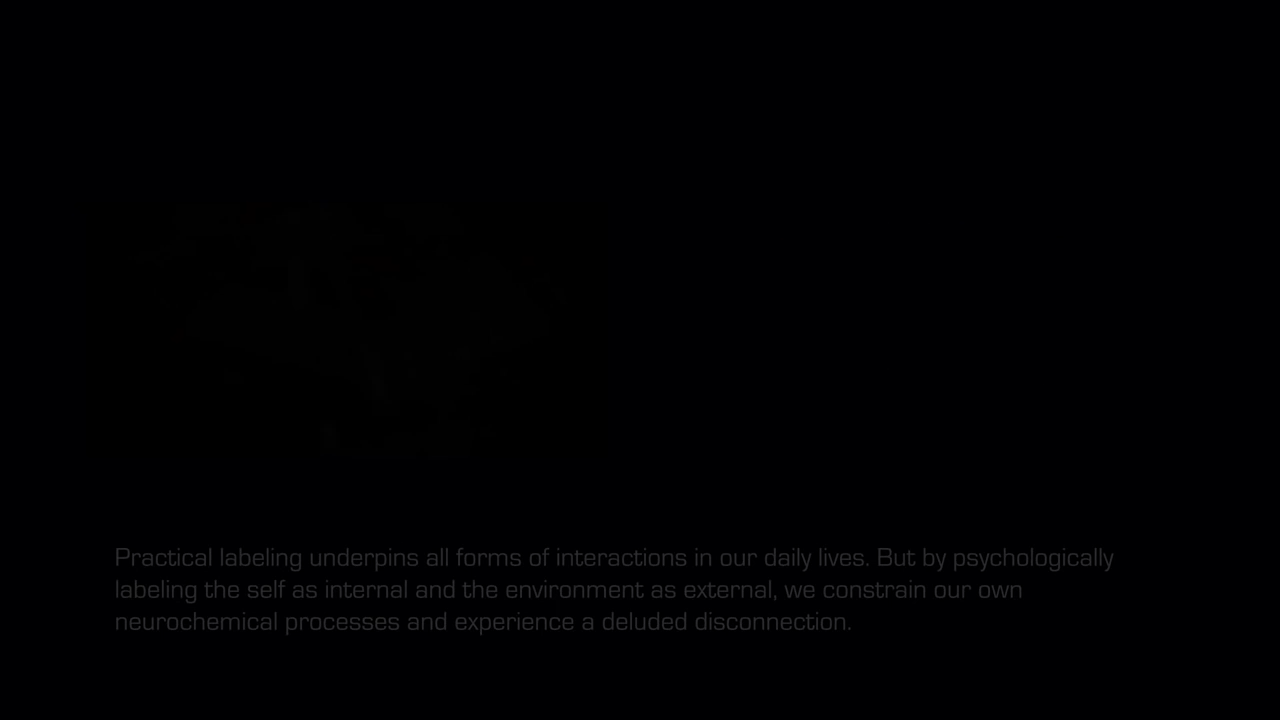 Practical labeling underpins all forms of interactions in our daily lives. But by psychologically
labeling the self as internal and the environment as external, we constrain our own
neurochemical processes and experience a deluded disconnection.